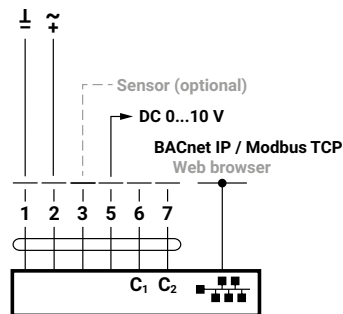 ⊥ ~
= +
Sensor (optional)
DC 0...10 V
BACnet IP / Modbus TCP
Web browser
1 2 3 5 6 7
C₁ C₂